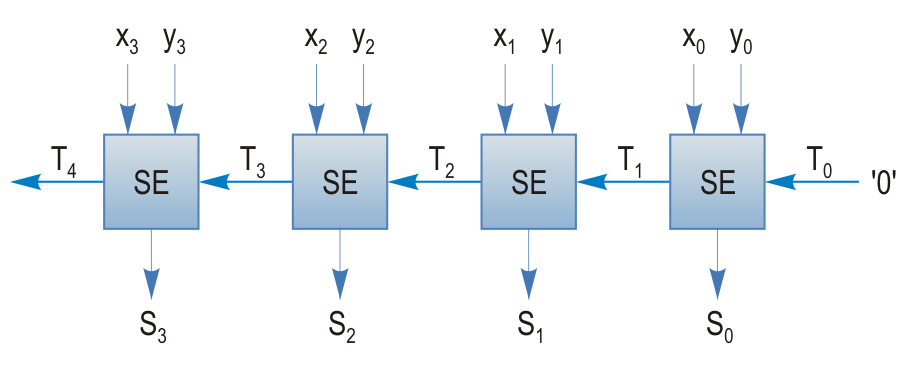 x₃ y₃ x₂ y₂ x₁ y₁ x₀ y₀
T₄ SE T₃ SE T₂ SE T₁ SE T₀ '0'
S₃ S₂ S₁ S₀